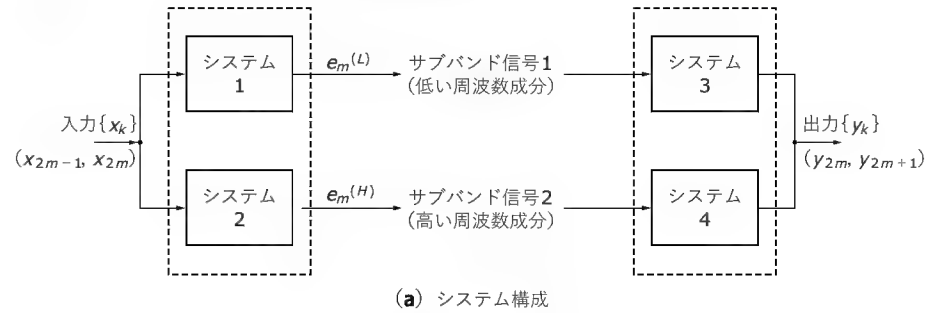 システム
1
e_m^(L)
サブバンド信号1
(低い周波数成分)
システム
3
入力{x_k}
(x_{2m-1}, x_{2m})
出力{y_k}
(y_{2m}, y_{2m+1})
システム
2
e_m^(H)
サブバンド信号2
(高い周波数成分)
システム
4
(a) システム構成